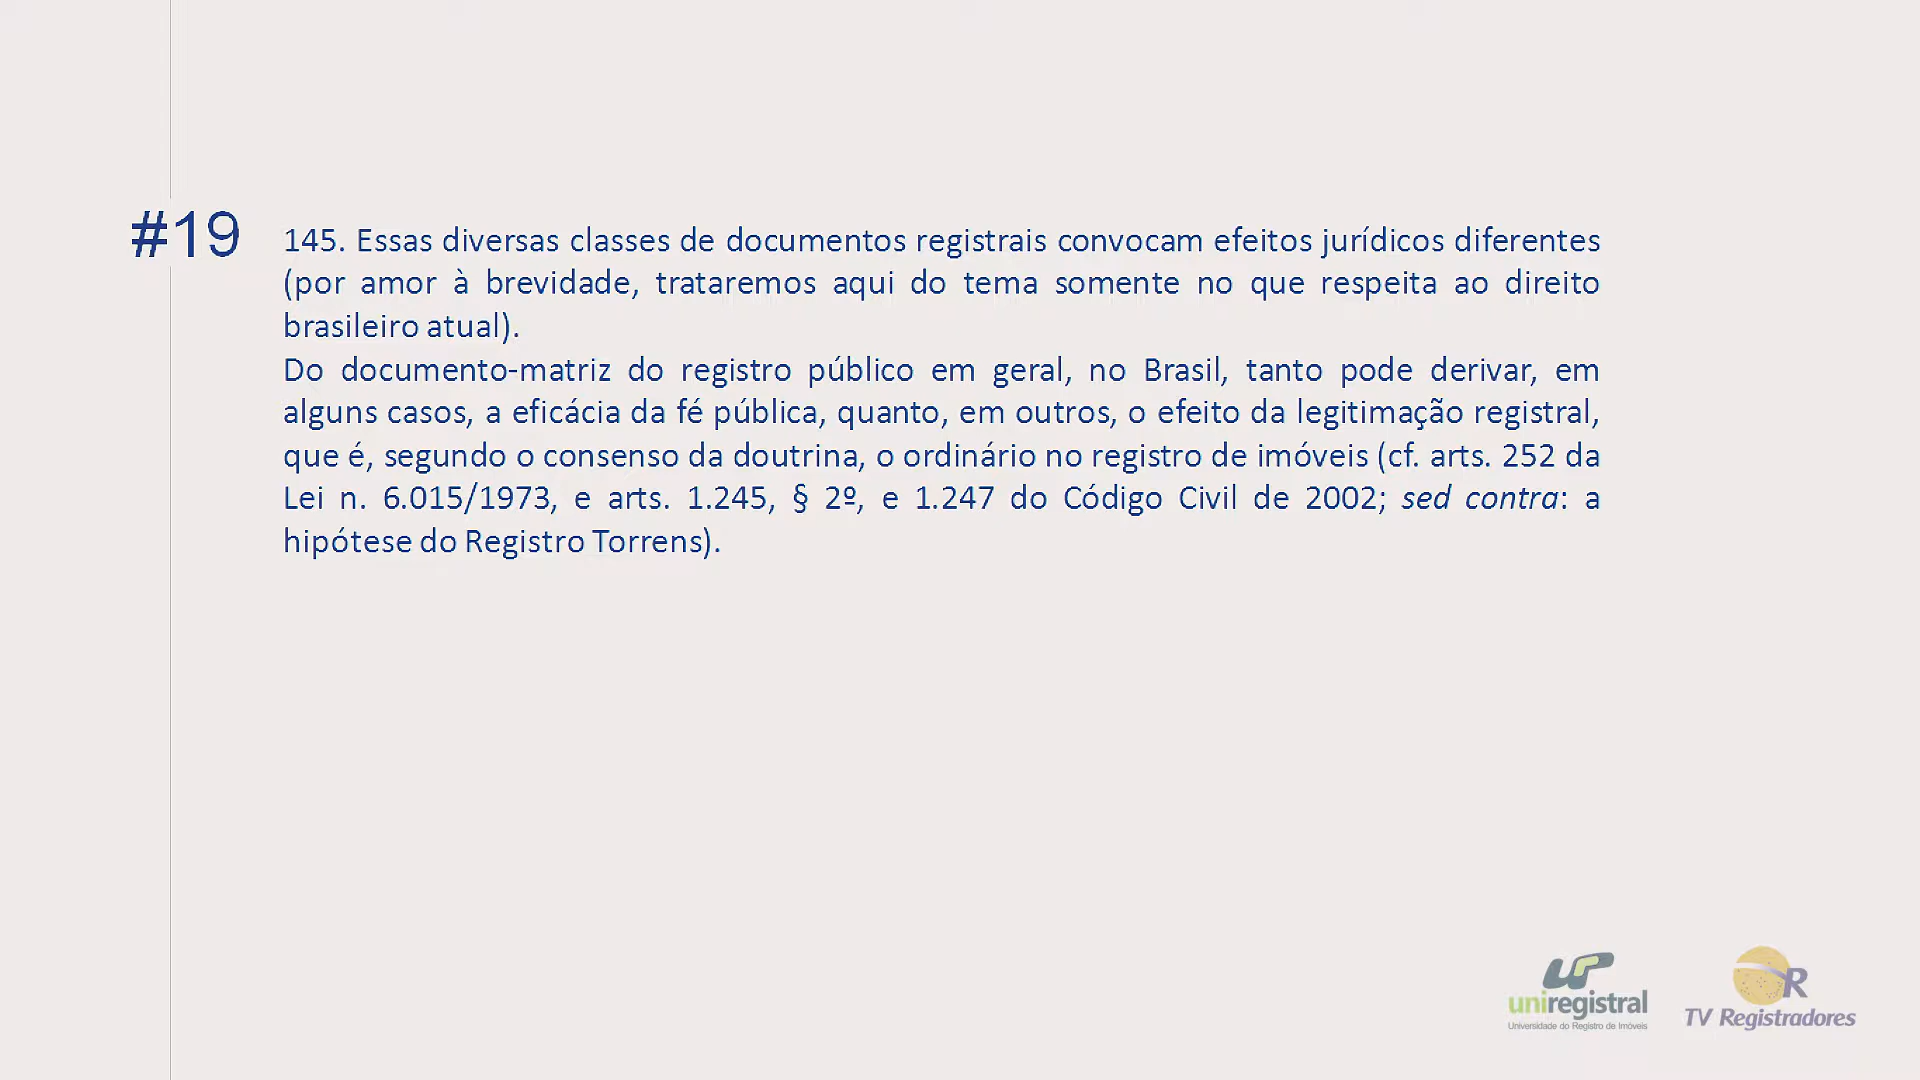 #19
145. Essas diversas classes de documentos registrais convocam efeitos jurídicos diferentes
(por amor à brevidade, trataremos aqui do tema somente no que respeita ao direito
brasileiro atual).
Do documento-matriz do registro público em geral, no Brasil, tanto pode derivar, em
alguns casos, a eficácia da fé pública, quanto, em outros, o efeito da legitimação registral,
que é, segundo o consenso da doutrina, o ordinário no registro de imóveis (cf. arts. 252 da
Lei n. 6.015/1973, e arts. 1.245, § 2º, e 1.247 do Código Civil de 2002; sed contra: a
hipótese do Registro Torrens).
uniregistral
Universidade do Registro de Imóveis
R
TV Registradores